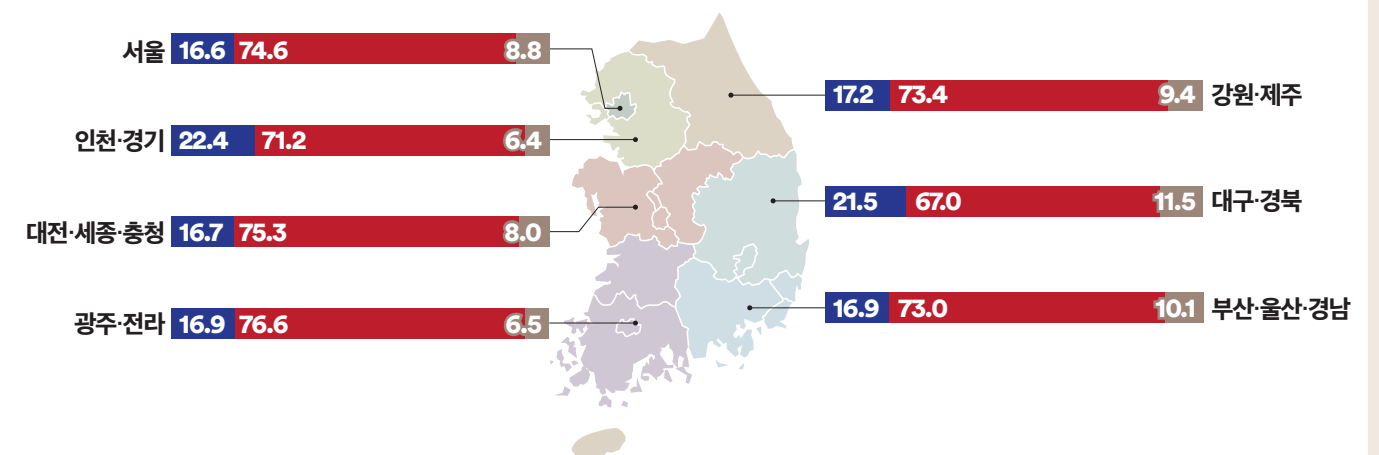 서울 16.6 74.6 8.8
인천·경기 22.4 71.2 6.4
대전·세종·충청 16.7 75.3 8.0
광주·전라 16.9 76.6 6.5
17.2 73.4 9.4 강원·제주
21.5 67.0 11.5 대구·경북
16.9 73.0 10.1 부산·울산·경남